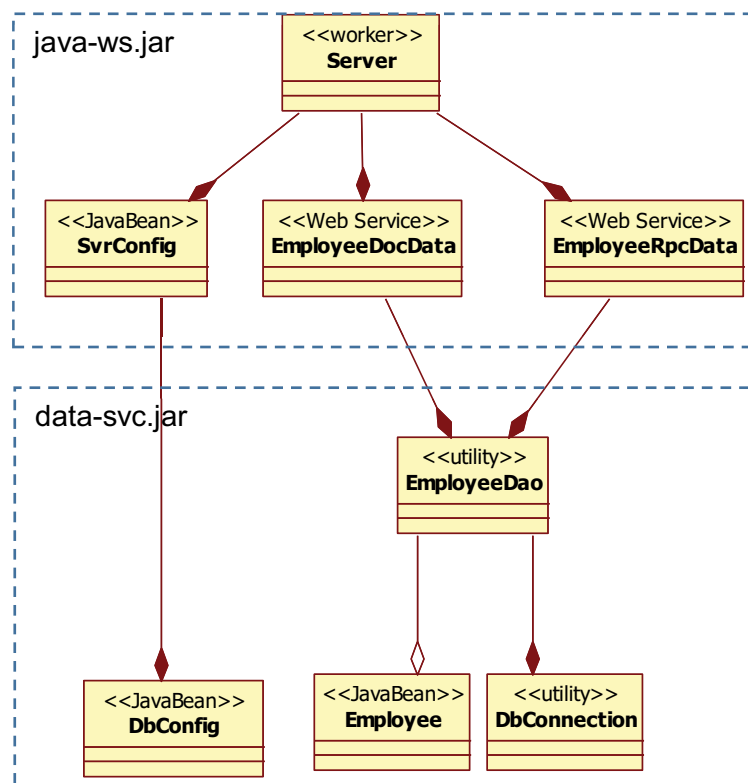 java-ws.jar
<<worker>>
Server
<<JavaBean>>
SvrConfig
<<Web Service>>
EmployeeDocData
<<Web Service>>
EmployeeRpcData
data-svc.jar
<<utility>>
EmployeeDao
<<JavaBean>>
DbConfig
<<JavaBean>>
Employee
<<utility>>
DbConnection